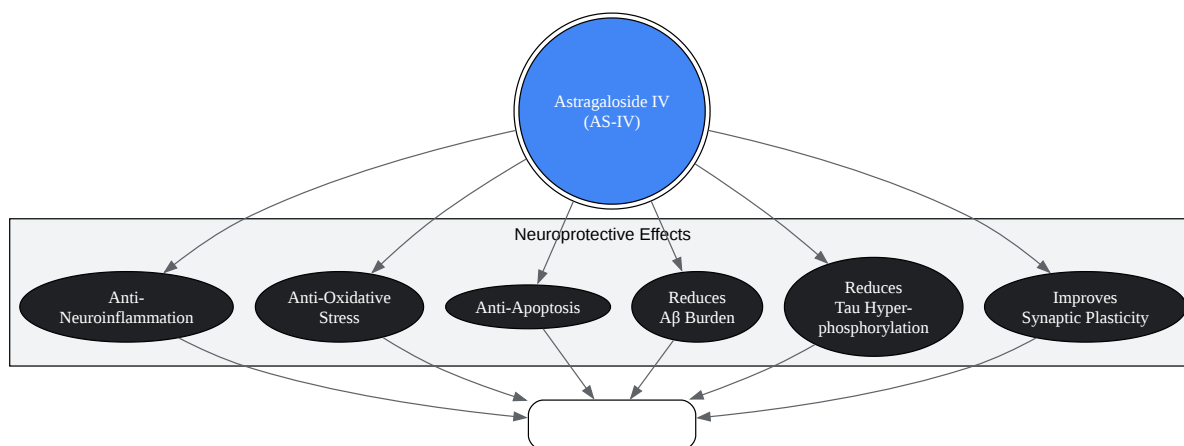 Astragaloside IV
(AS-IV)
Neuroprotective Effects
Anti-
Neuroinflammation
Anti-Oxidative
Stress
Anti-Apoptosis
Reduces
Aβ Burden
Reduces
Tau Hyper-
phosphorylation
Improves
Synaptic Plasticity